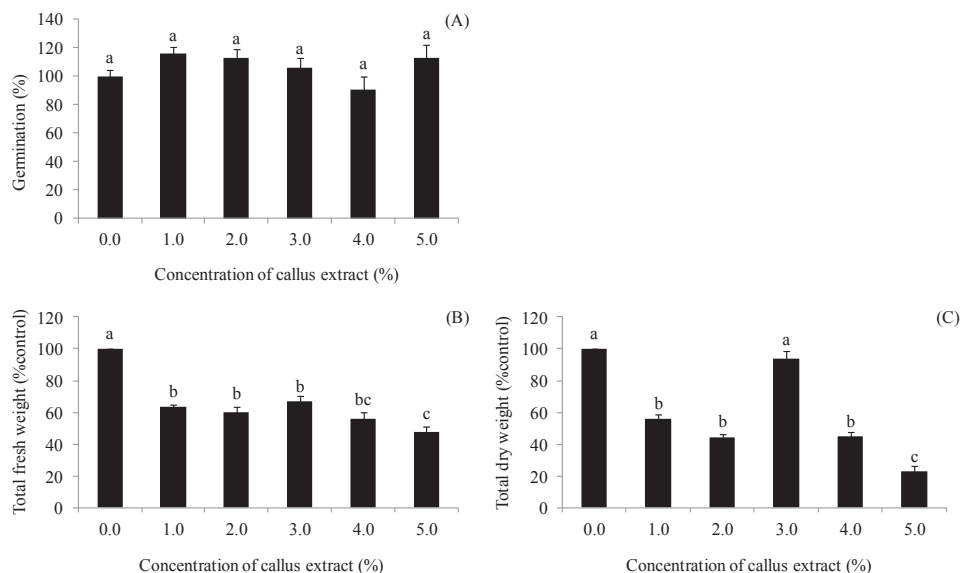 (A)
Germination (%)
140
120
100
80
60
40
20
0
a a a a a a
0.0 1.0 2.0 3.0 4.0 5.0
Concentration of callus extract (%)
(B)
Total fresh weight (%control)
120
100
80
60
40
20
0
a b b b bc c
0.0 1.0 2.0 3.0 4.0 5.0
Concentration of callus extract (%)
(C)
Total dry weight (%control)
120
100
80
60
40
20
0
a b b a b c
0.0 1.0 2.0 3.0 4.0 5.0
Concentration of callus extract (%)